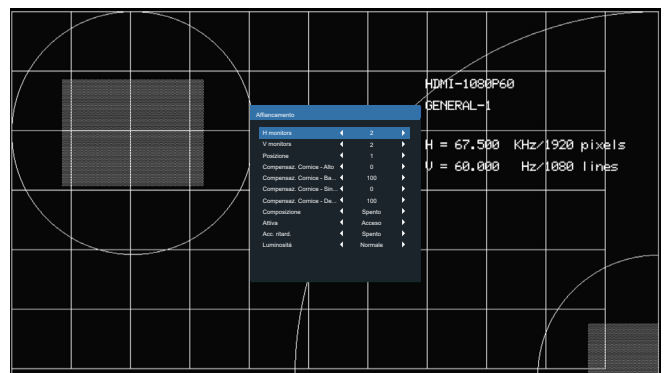 HDMI-1080P60
GENERAL-1
H = 67.500 KHz/1920 pixels
V = 60.000 Hz/1080 lines
Affiancamento
H monitors 2
V monitors 2
Posizione 1
Compensaz. Cornice - Alto 0
Compensaz. Cornice - Ba... 100
Compensaz. Cornice - Sin... 0
Compensaz. Cornice - De... 100
Composizione Spento
Attiva Acceso
Acc. ritard. Spento
Luminosità Normale